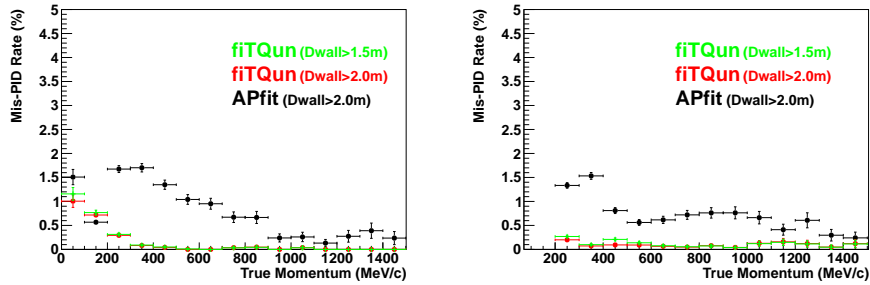 Mis-PID Rate (%)
5
4.5
4
3.5
3
2.5
2
1.5
1
0.5
0
fiTQun (Dwall>1.5m)
fiTQun (Dwall>2.0m)
APfit (Dwall>2.0m)
0 200 400 600 800 1000 1200 1400
True Momentum (MeV/c)
Mis-PID Rate (%)
5
4.5
4
3.5
3
2.5
2
1.5
1
0.5
0
fiTQun (Dwall>1.5m)
fiTQun (Dwall>2.0m)
APfit (Dwall>2.0m)
200 400 600 800 1000 1200 1400
True Momentum (MeV/c)